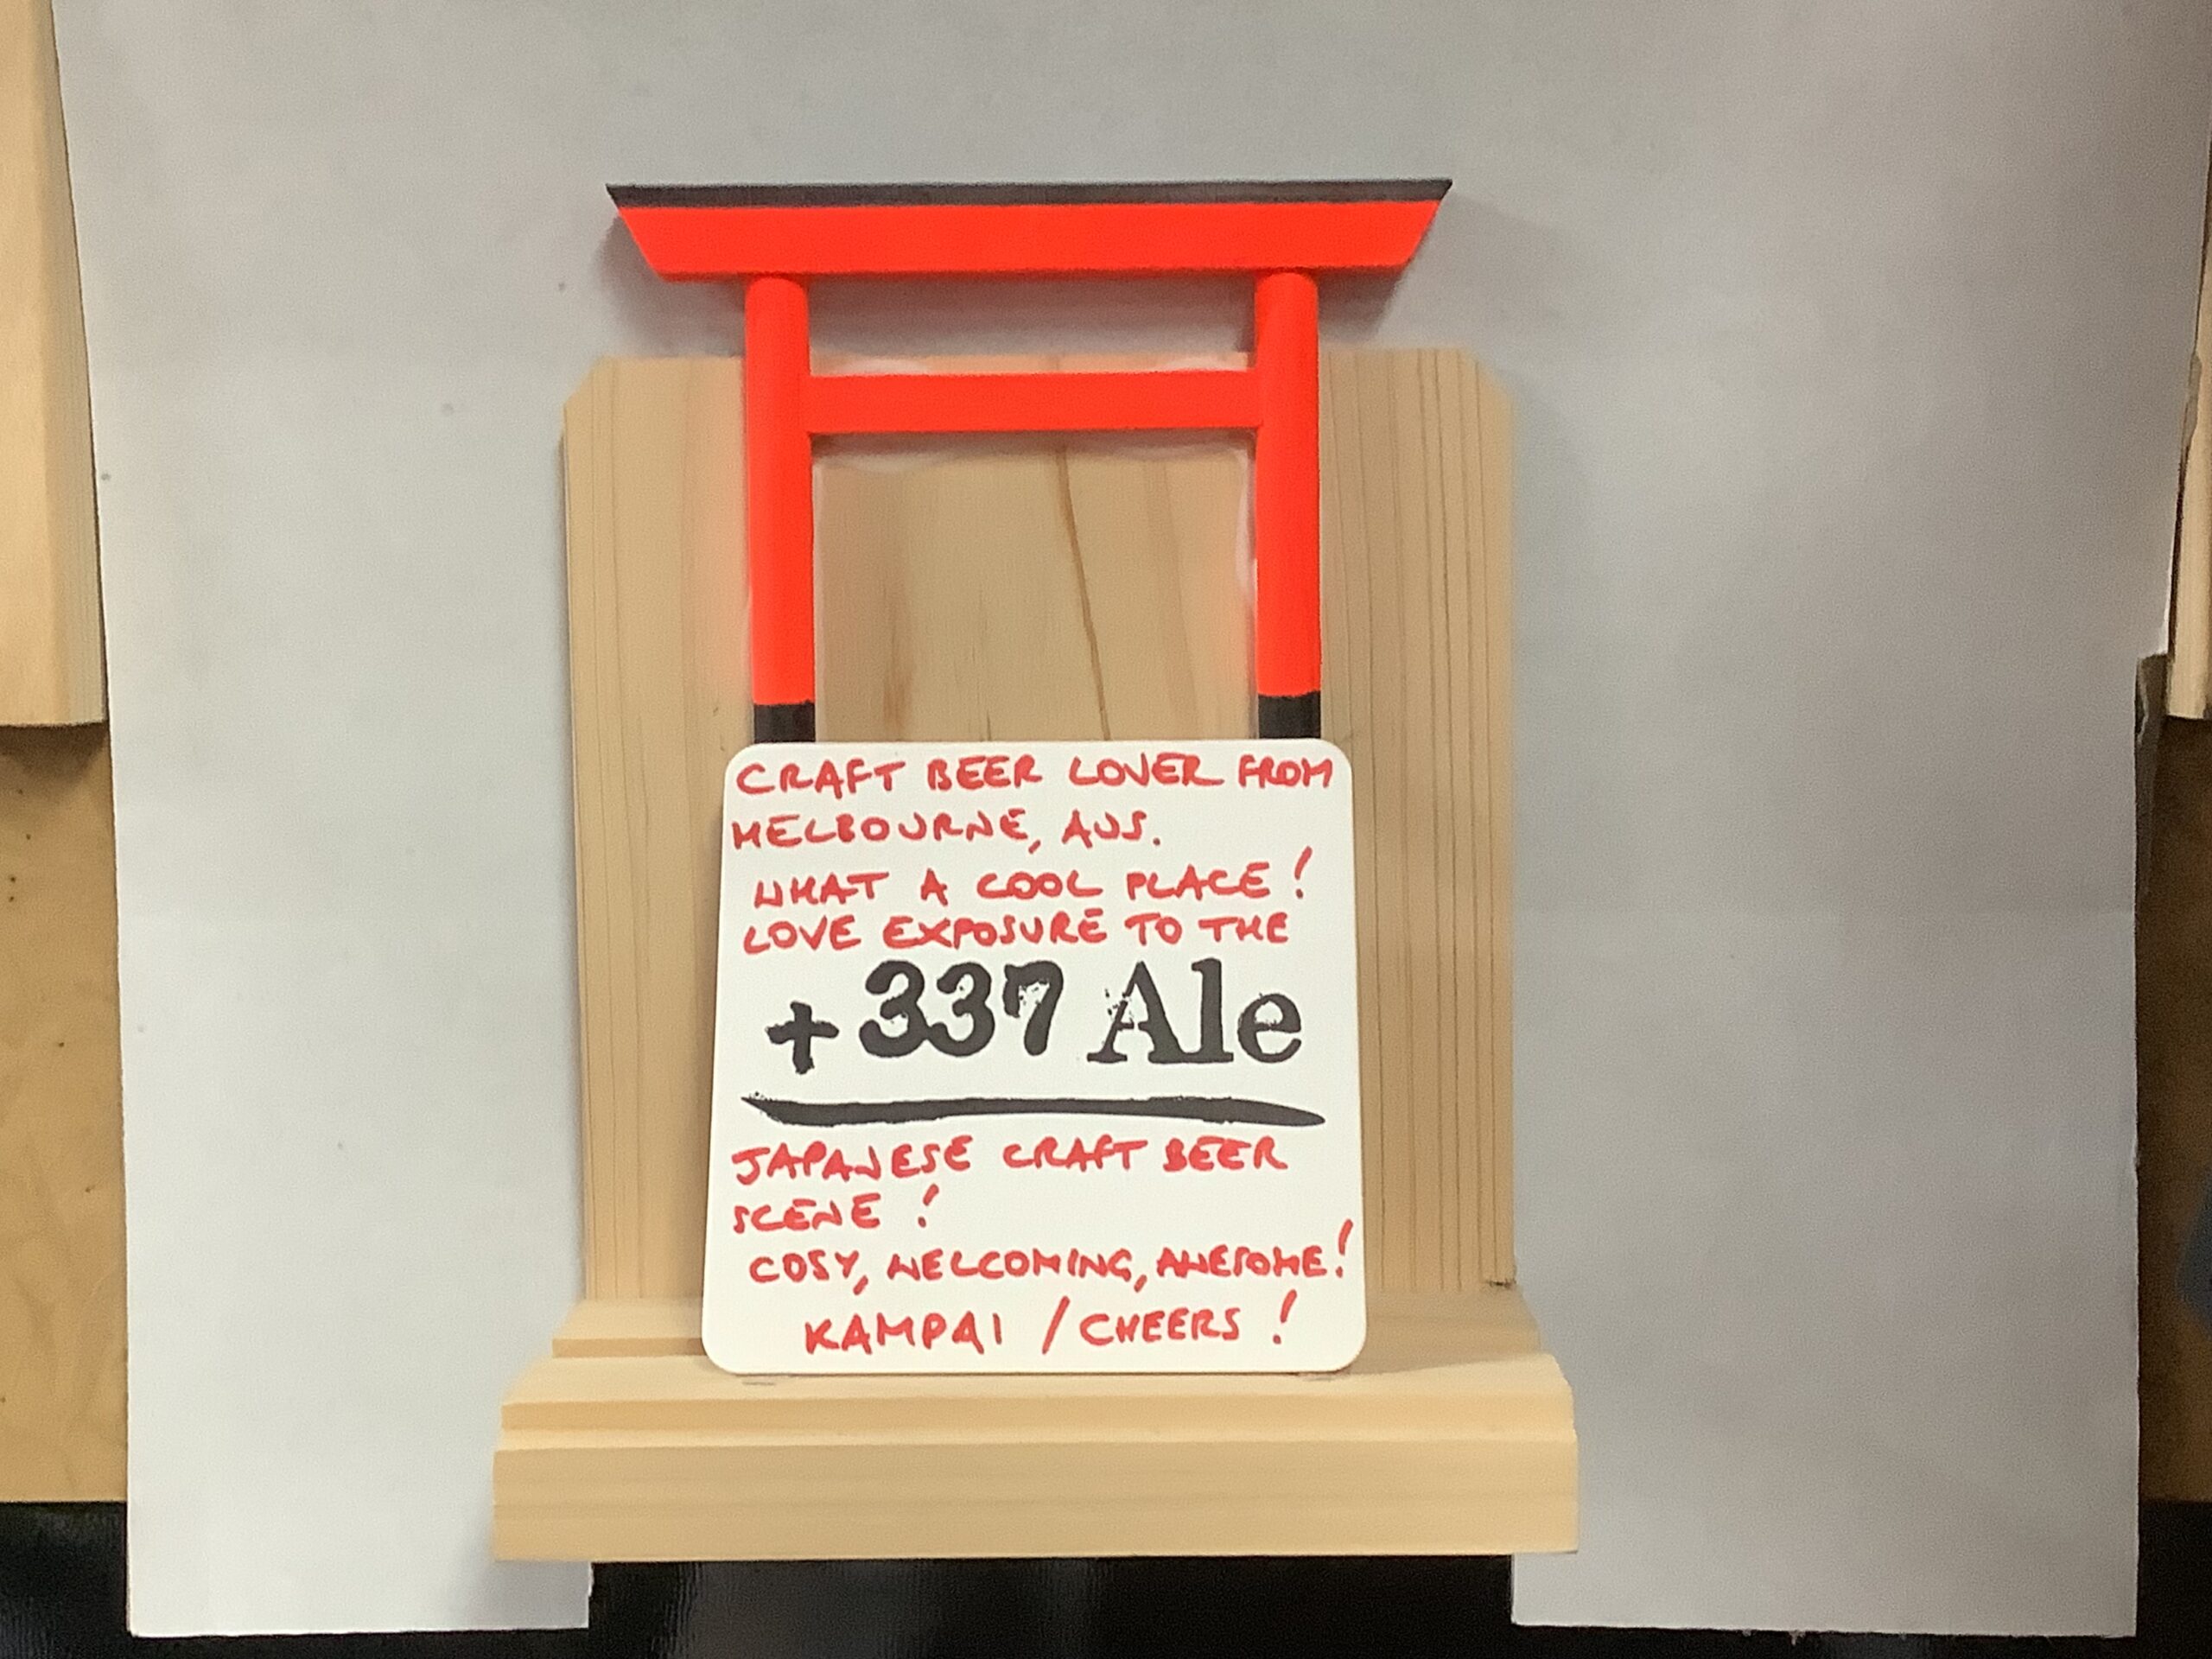 CRAFT BEER LOVER FROM
MELBOURNE, AUS.
WHAT A COOL PLACE!
LOVE EXPOSURE TO THE
+337 Ale
JAPANESE CRAFT BEER
SCENE!
COSY, WELCOMING, AWESOME!
KAMPAI / CHEERS!